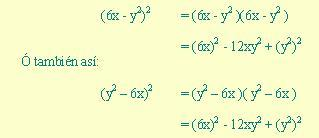 (6x - y²)² = (6x - y²)(6x - y²)
= (6x)² - 12xy² + (y²)²
Ó también así:
(y² – 6x)² = (y² – 6x)( y² – 6x )
= (6x)² - 12xy² + (y²)²